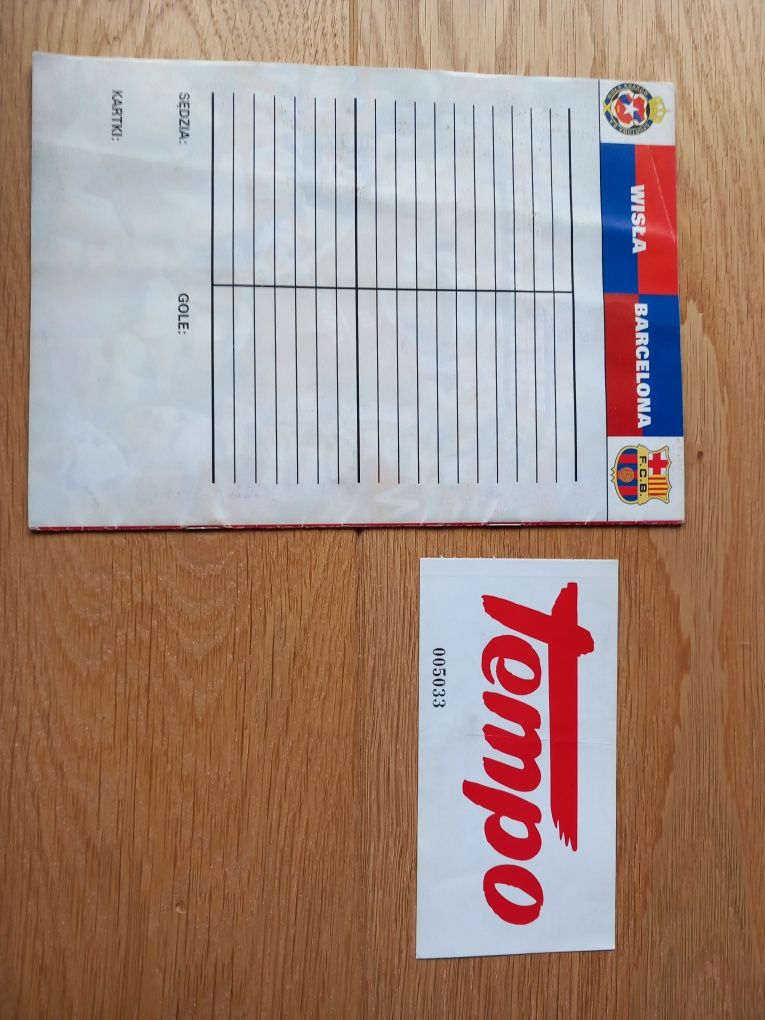 WISŁA BARCELONA
F.C.B.
SĘDZIA: GOLE:
KARTKI:
Tempo
005033